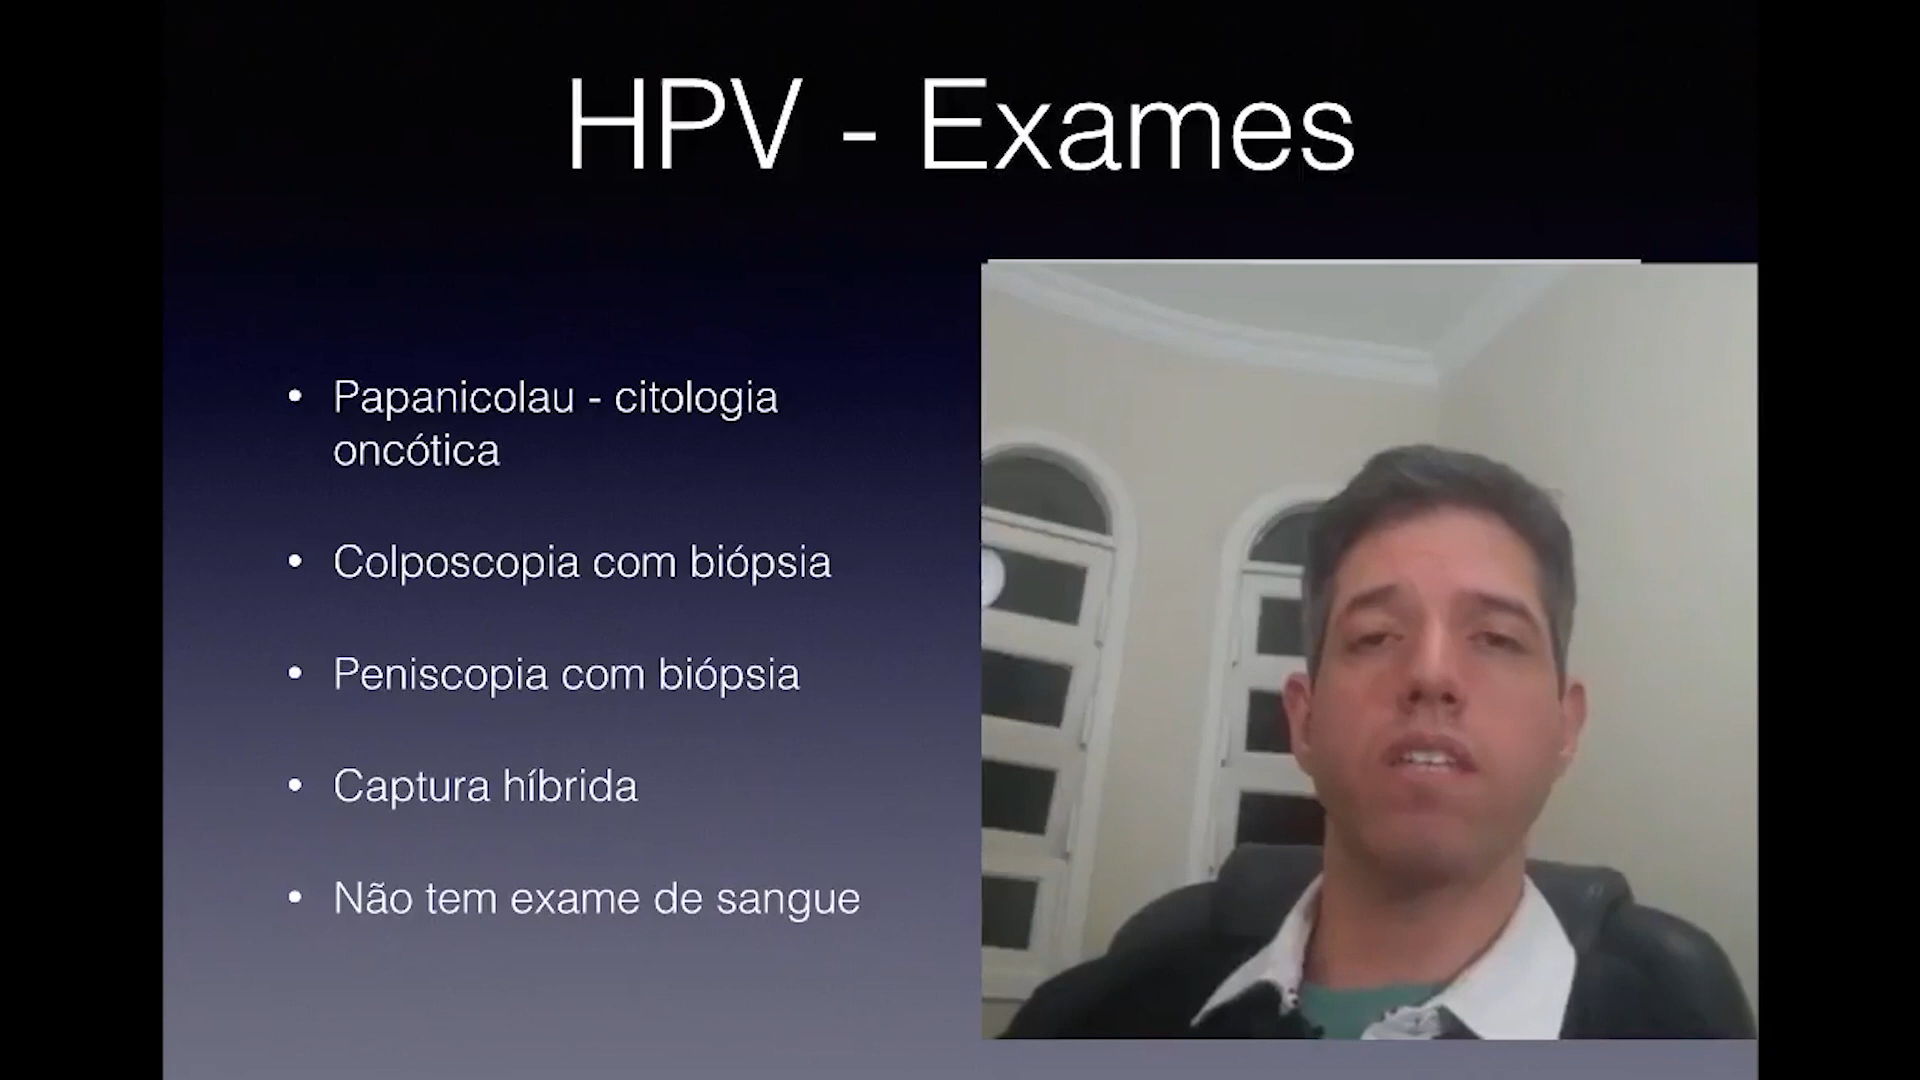 HPV - Exames
• Papanicolau - citologia
oncótica
• Colposcopia com biópsia
• Peniscopia com biópsia
• Captura híbrida
• Não tem exame de sangue